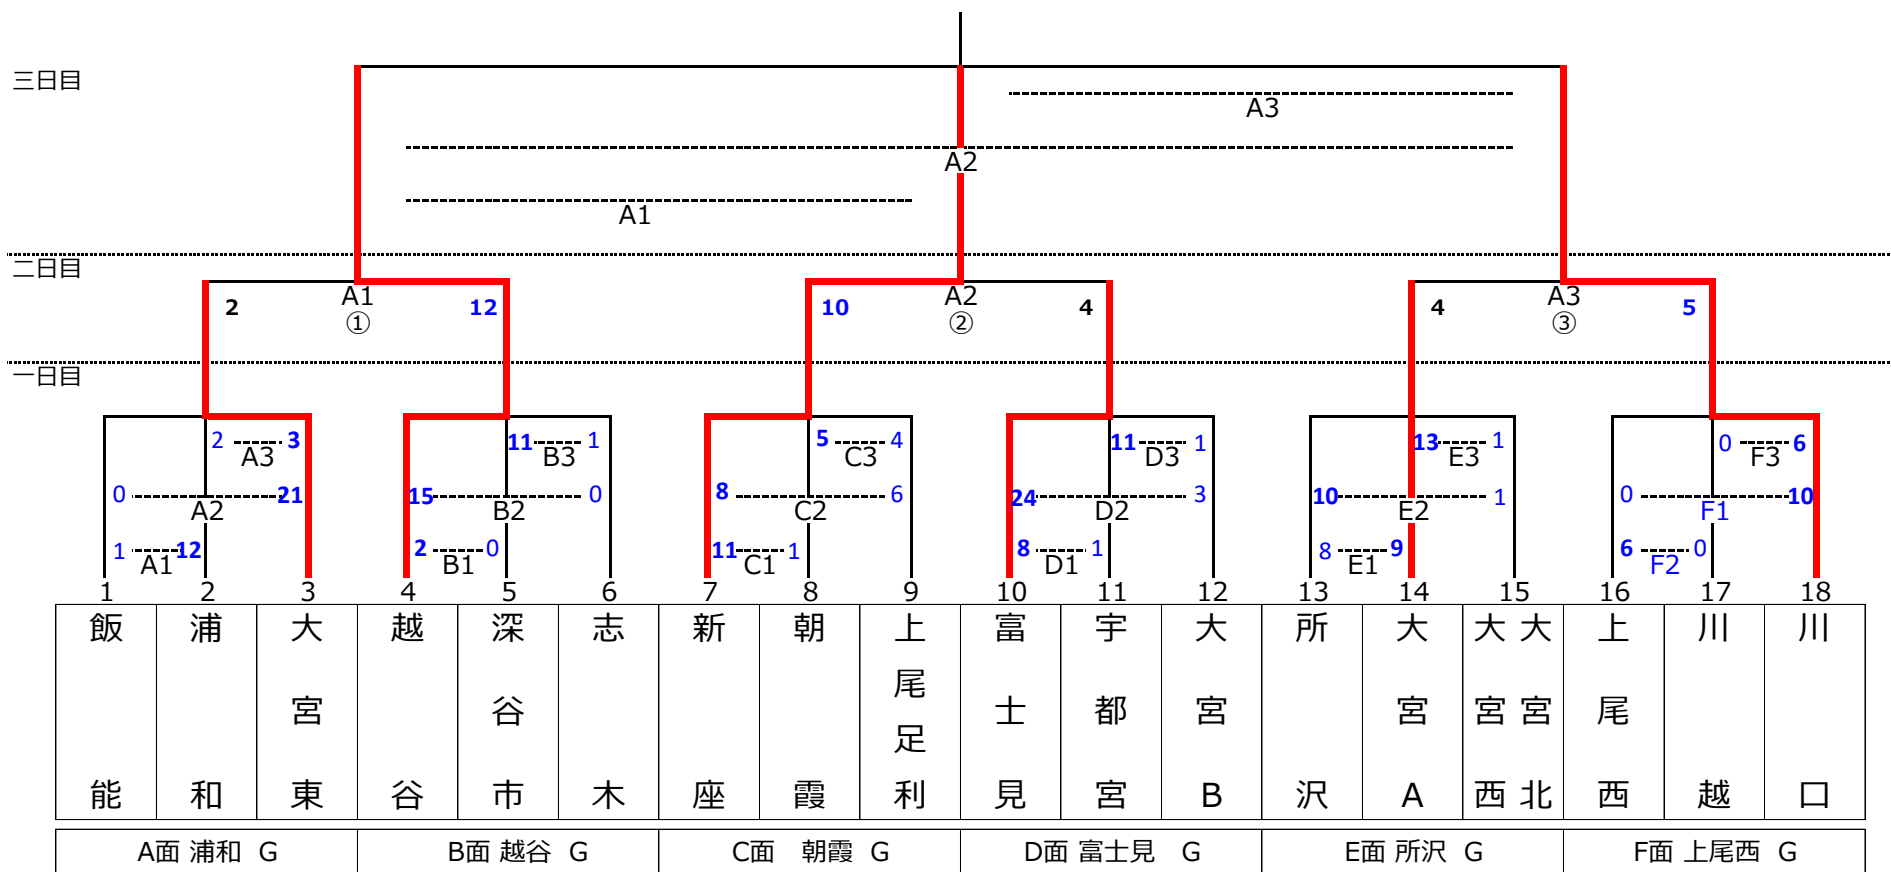 三日目
A3
A2
A1
二日目
2 A1 12 10 A2 4 4 A3 5
① ② ③
一日目
2 3 11 1 5 4 11 1 13 1 0 6
A3 B3 C3 D3 E3 F3
0 21 15 0 8 6 24 3 10 1 0 10
A2 B2 C2 D2 E2 F1
1 12 2 0 11 1 8 1 8 9 6 0
A1 B1 C1 D1 E1 F2
1 2 3 4 5 6 7 8 9 10 11 12 13 14 15 16 17 18
飯能 浦和 大宮東 越谷 深谷市 志木 新座 朝霞 上尾足利 富士見 宇都宮 大宮B 所沢 大宮A 大宮西 大宮北 上尾西 川越 川口
A面 浦和 G B面 越谷 G C面 朝霞 G D面 富士見 G E面 所沢 G F面 上尾西 G